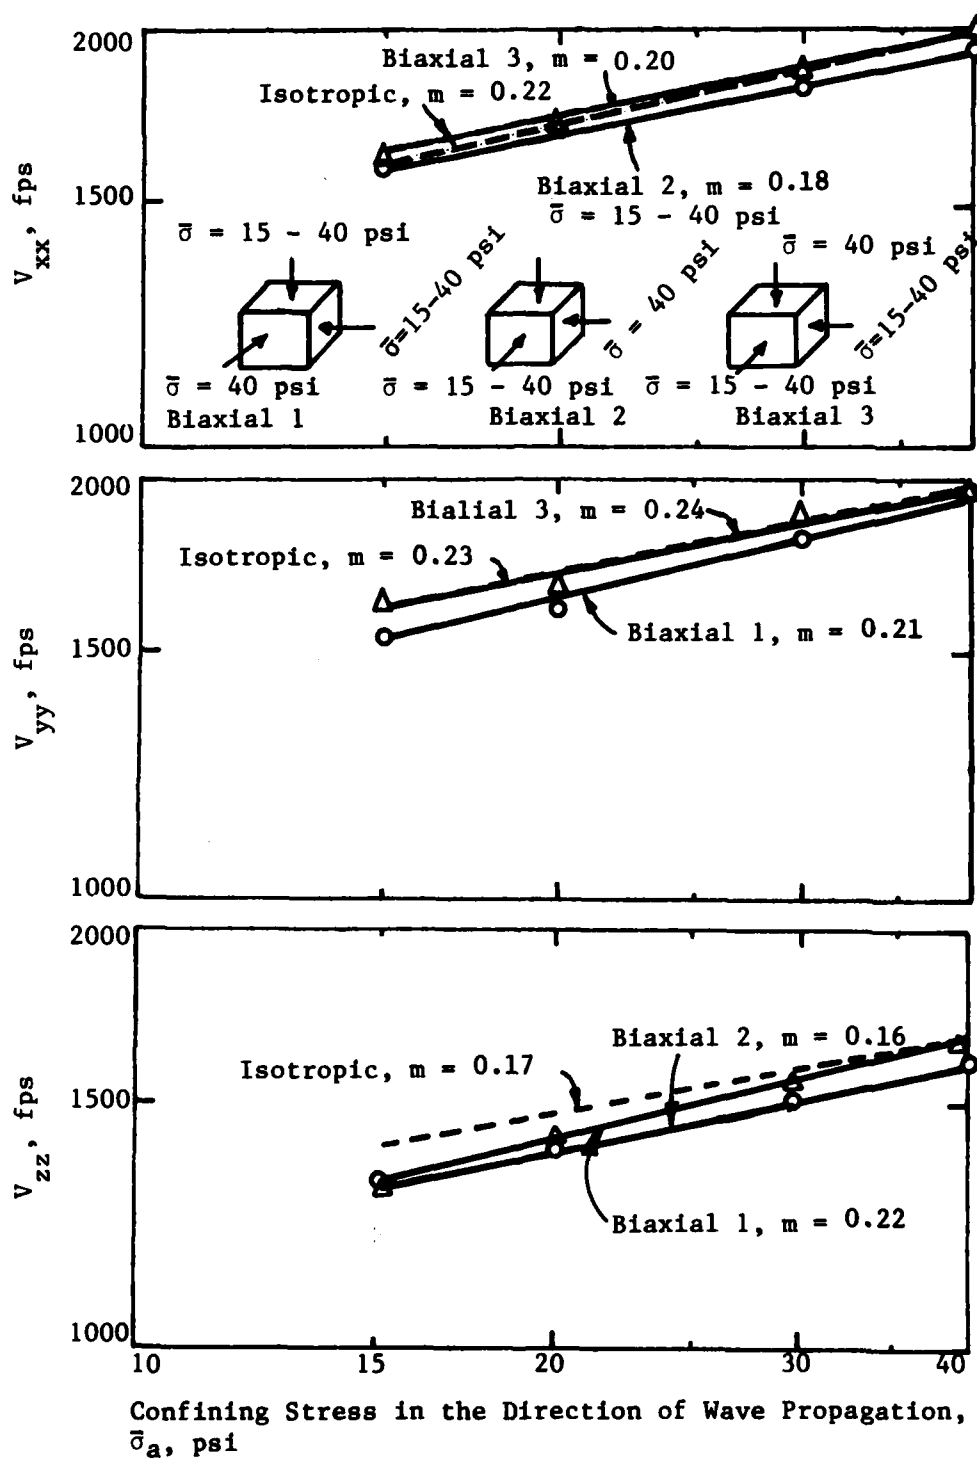 2000
Biaxial 3, m = 0.20
Isotropic, m = 0.22
Biaxial 2, m = 0.18
σ̄ = 15 - 40 psi
V_xx, fps
1500
σ̄ = 15 - 40 psi
σ̄=15-40 psi
σ̄ = 40 psi
σ̄ = 40 psi
σ̄=15-40 psi
σ̄ = 40 psi
σ̄ = 15 - 40 psi
σ̄ = 15 - 40 psi
Biaxial 1
Biaxial 2
Biaxial 3
1000
2000
Bialial 3, m = 0.24
Isotropic, m = 0.23
Biaxial 1, m = 0.21
V_yy, fps
1500
1000
2000
Biaxial 2, m = 0.16
Isotropic, m = 0.17
Biaxial 1, m = 0.22
V_zz, fps
1500
1000
10 15 20 30 40
Confining Stress in the Direction of Wave Propagation,
σ̄_a, psi